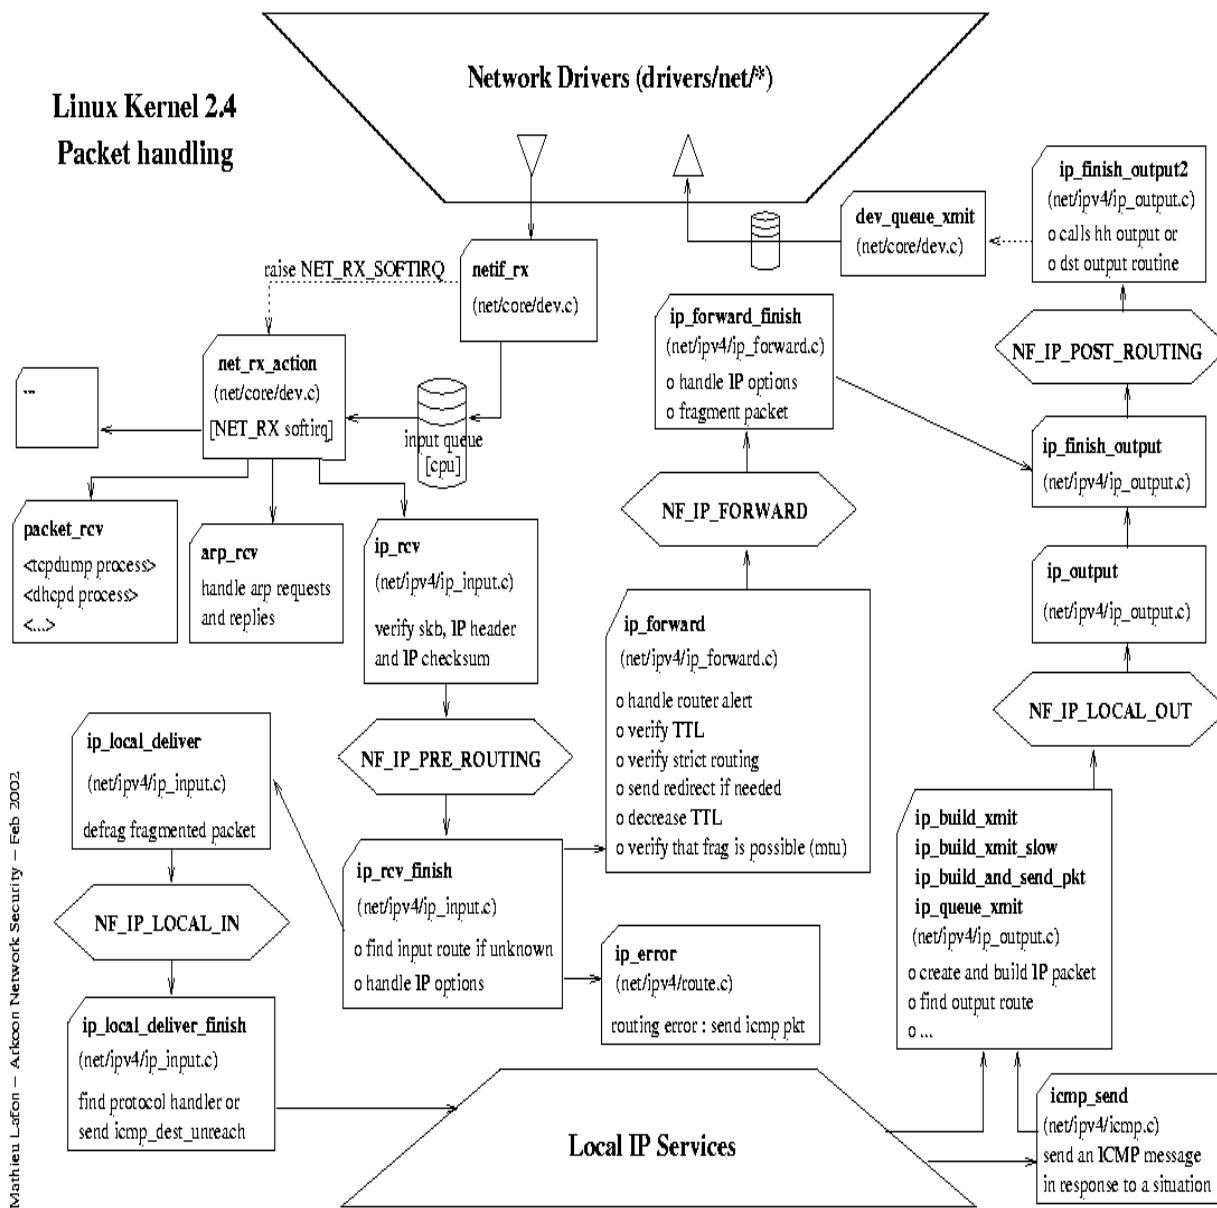 Network Drivers (drivers/net/*)
Linux Kernel 2.4
Packet handling
ip_finish_output2
(net/ipv4/ip_output.c)
o calls hh output or
o dst output routine
dev_queue_xmit
(net/core/dev.c)
raise NET_RX_SOFTIRQ
netif_rx
(net/core/dev.c)
ip_forward_finish
(net/ipv4/ip_forward.c)
o handle IP options
o fragment packet
NF_IP_POST_ROUTING
net_rx_action
(net/core/dev.c)
[NET_RX softirq]
...
input queue
[cpu]
ip_finish_output
(net/ipv4/ip_output.c)
NF_IP_FORWARD
packet_rcv
<tcpdump process>
<dhcpd process>
<...>
arp_rcv
handle arp requests
and replies
ip_rcv
(net/ipv4/ip_input.c)
verify skb, IP header
and IP checksum
ip_output
(net/ipv4/ip_output.c)
ip_forward
(net/ipv4/ip_forward.c)
o handle router alert
o verify TTL
o verify strict routing
o send redirect if needed
o decrease TTL
o verify that frag is possible (mtu)
NF_IP_LOCAL_OUT
ip_local_deliver
(net/ipv4/ip_input.c)
defrag fragmented packet
NF_IP_PRE_ROUTING
ip_build_xmit
ip_build_xmit_slow
ip_build_and_send_pkt
ip_queue_xmit
(net/ipv4/ip_output.c)
o create and build IP packet
o find output route
o ...
ip_rcv_finish
(net/ipv4/ip_input.c)
o find input route if unknown
o handle IP options
NF_IP_LOCAL_IN
ip_error
(net/ipv4/route.c)
routing error : send icmp pkt
ip_local_deliver_finish
(net/ipv4/ip_input.c)
find protocol handler or
send icmp_dest_unreach
Local IP Services
icmp_send
(net/ipv4/icmp.c)
send an ICMP message
in response to a situation
Mathieu Lafon – Arkoon Network Security – Feb 2002